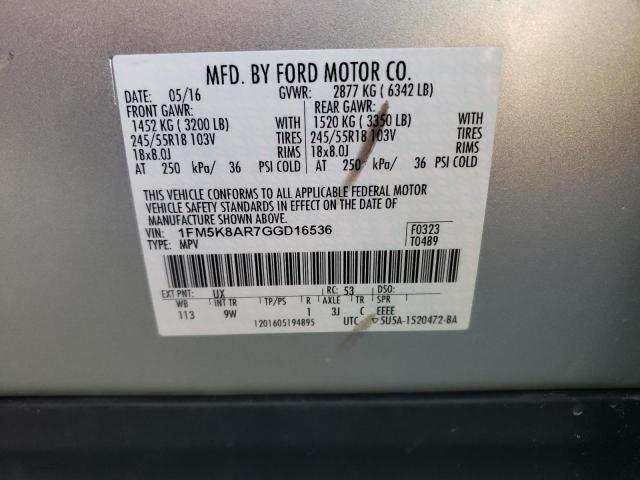 MFD. BY FORD MOTOR CO.
DATE: 05/16 GVWR: 2877 KG ( 6342 LB)
FRONT GAWR: REAR GAWR:
1452 KG ( 3200 LB) WITH 1520 KG ( 3350 LB) WITH
245/55R18 103V TIRES 245/55R18 103V TIRES
18x8.0J RIMS 18x8.0J RIMS
AT 250 kPa/ 36 PSI COLD AT 250 kPa/ 36 PSI COLD
THIS VEHICLE CONFORMS TO ALL APPLICABLE FEDERAL MOTOR
VEHICLE SAFETY STANDARDS IN EFFECT ON THE DATE OF
MANUFACTURE SHOWN ABOVE.
VIN: 1FM5K8AR7GGD16536 F0323
TYPE: MPV T0489
EXT PNT: UX RC: 53 DSO:
WB INT TR TP/PS R AXLE TR SPR
113 9W 1 3J C EEEE
1201605194895 UTC 5U5A-1520472-BA